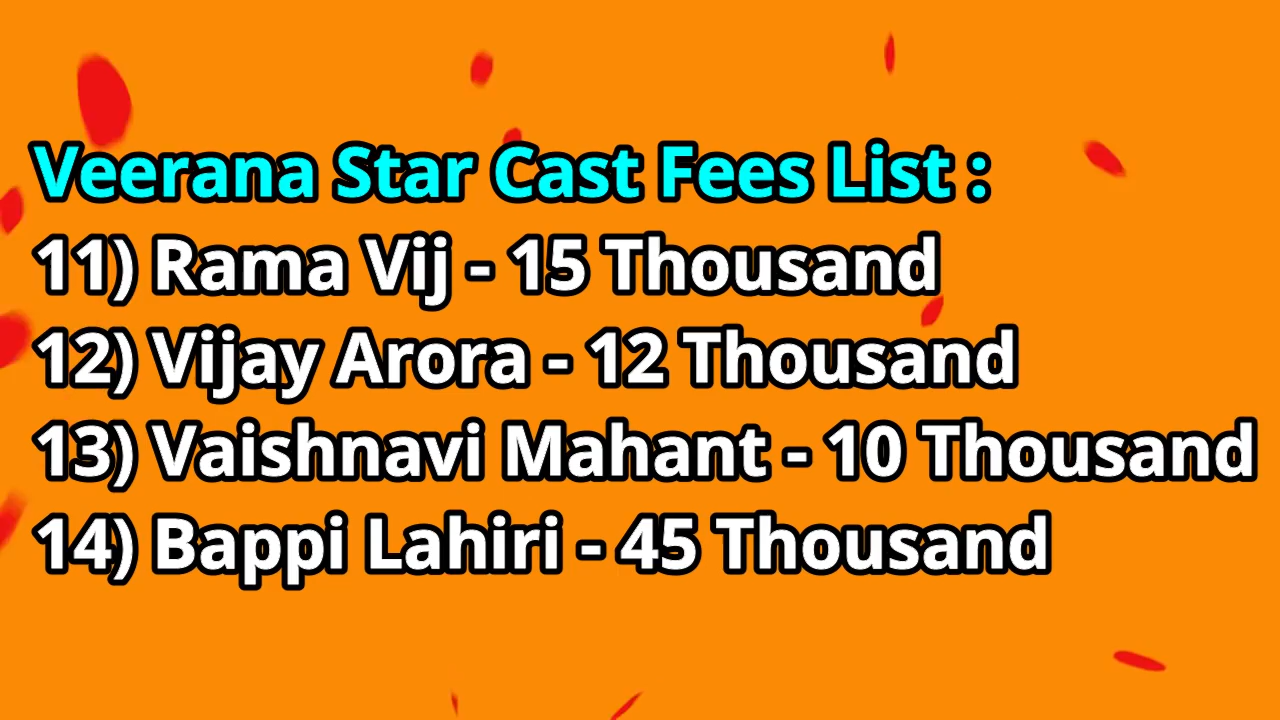 Veerana Star Cast Fees List :
11) Rama Vij - 15 Thousand
12) Vijay Arora - 12 Thousand
13) Vaishnavi Mahant - 10 Thousand
14) Bappi Lahiri - 45 Thousand